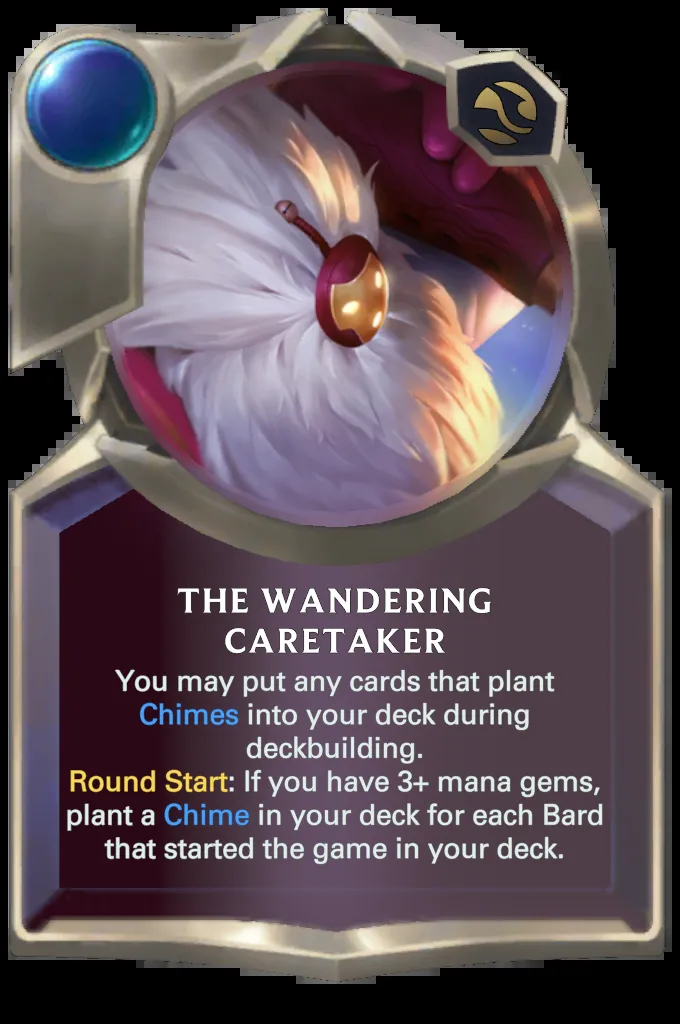 THE WANDERING
CARETAKER
You may put any cards that plant
Chimes into your deck during
deckbuilding.
Round Start: If you have 3+ mana gems,
plant a Chime in your deck for each Bard
that started the game in your deck.